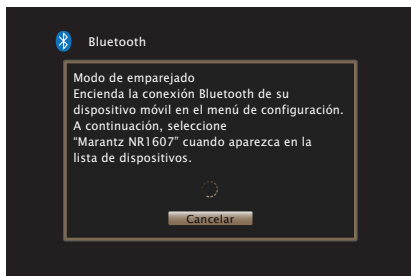 Bluetooth
Modo de emparejado
Encienda la conexión Bluetooth de su
dispositivo móvil en el menú de configuración.
A continuación, seleccione
“Marantz NR1607” cuando aparezca en la
lista de dispositivos.
Cancelar